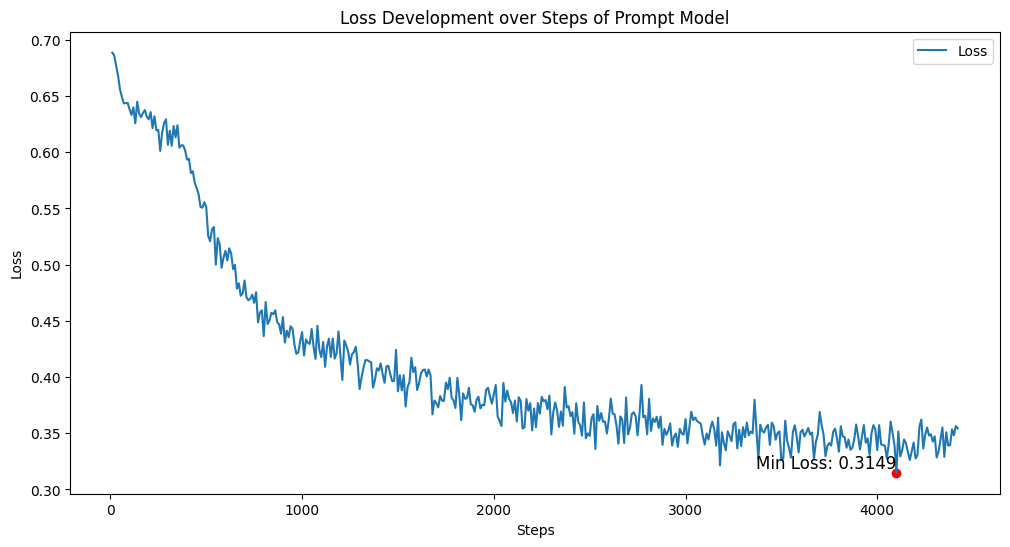 Loss Development over Steps of Prompt Model
Loss
0.70
0.65
0.60
0.55
0.50
0.45
0.40
0.35
0.30
Loss
Min Loss: 0.3149
0
1000
2000
3000
4000
Steps